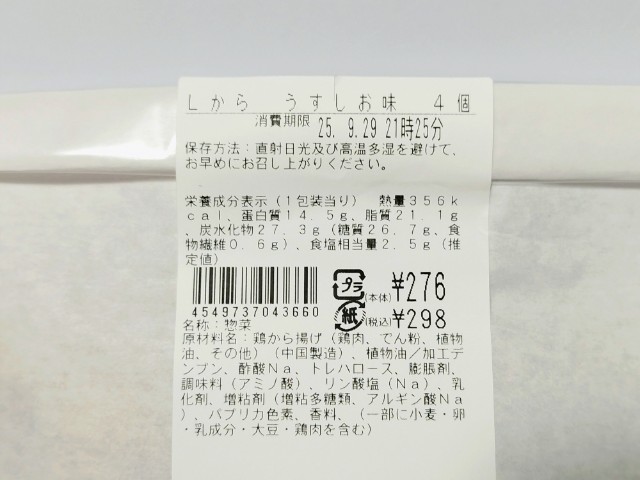 Lから　うすしお味　4個
消費期限 25. 9.29 21時25分
保存方法：直射日光及び高温多湿を避けて、
お早めにお召し上がりください。
栄養成分表示（1包装当り）　熱量356k
cal、蛋白質14．5g、脂質21．1g
、炭水化物27．3g（糖質26．7g、食
物繊維0．6g）、食塩相当量2．5g（推
定値）
プラ (本体) ¥276
4549737043660
紙 (税込) ¥298
名称：惣菜
原材料名：鶏から揚げ（鶏肉、でん粉、植物
油、その他）（中国製造）、植物油／加工デ
ンプン、酢酸Na、トレハロース、膨脹剤、
調味料（アミノ酸）、リン酸塩（Na）、乳
化剤、増粘剤（増粘多糖類、アルギン酸Na
）、パプリカ色素、香料、（一部に小麦・卵
・乳成分・大豆・鶏肉を含む）